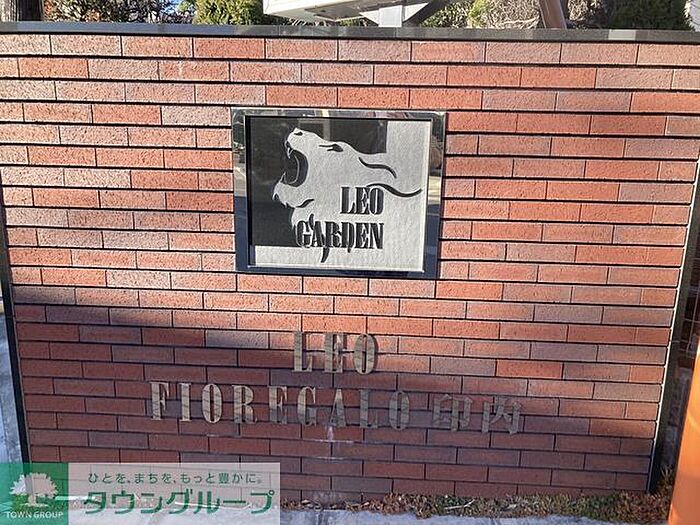 LEO
GARDEN
LEO
FIOREGALO 印内
ひとを、まちを、もっと豊かに。
タウングループ
TOWN GROUP